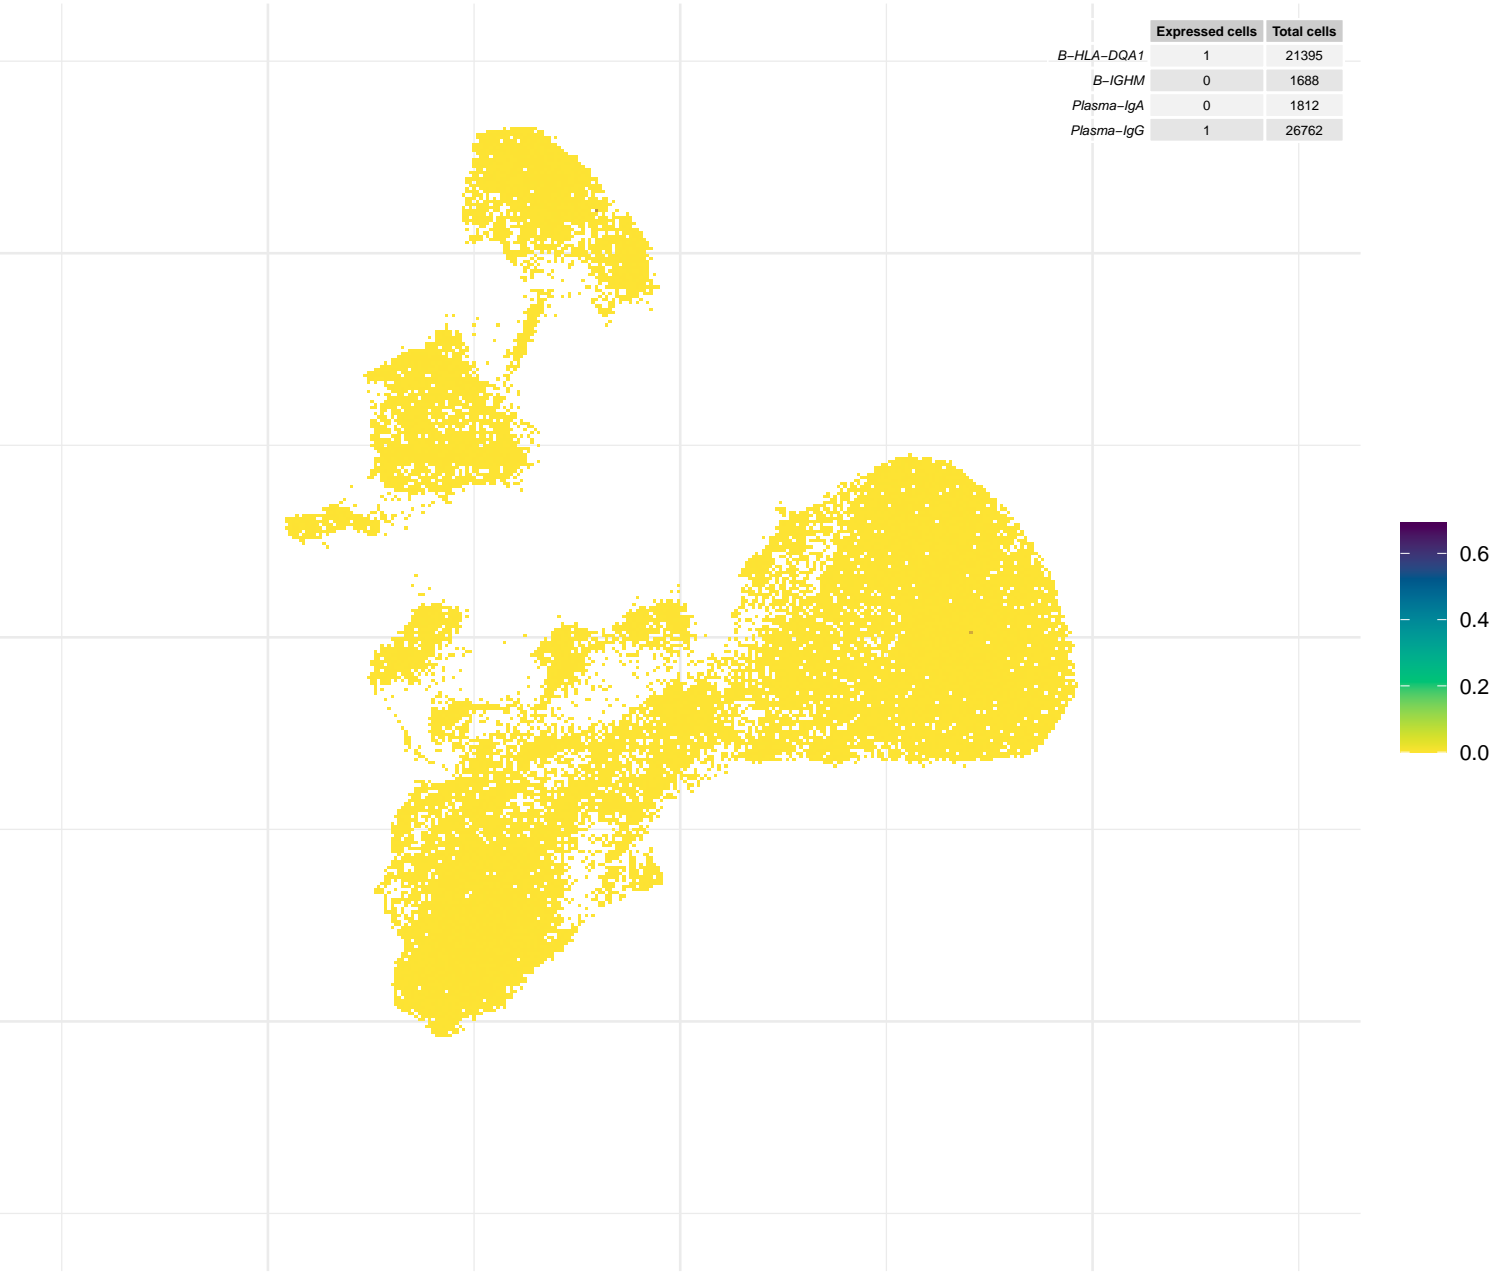 Expressed cells Total cells
B−HLA−DQA1 1 21395
B−IGHM 0 1688
Plasma−IgA 0 1812
Plasma−IgG 1 26762
0.6
0.4
0.2
0.0